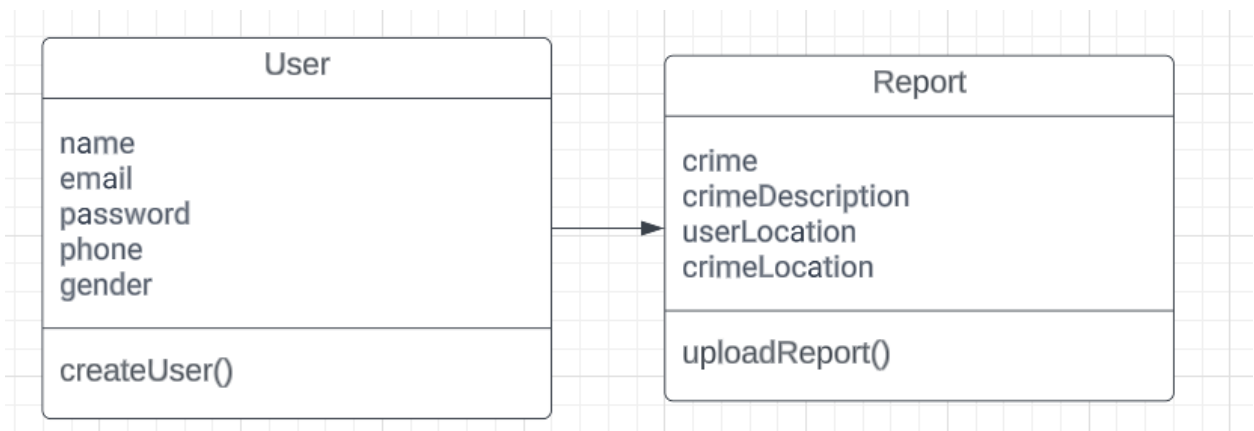 User
name
email
password
phone
gender
createUser()
Report
crime
crimeDescription
userLocation
crimeLocation
uploadReport()